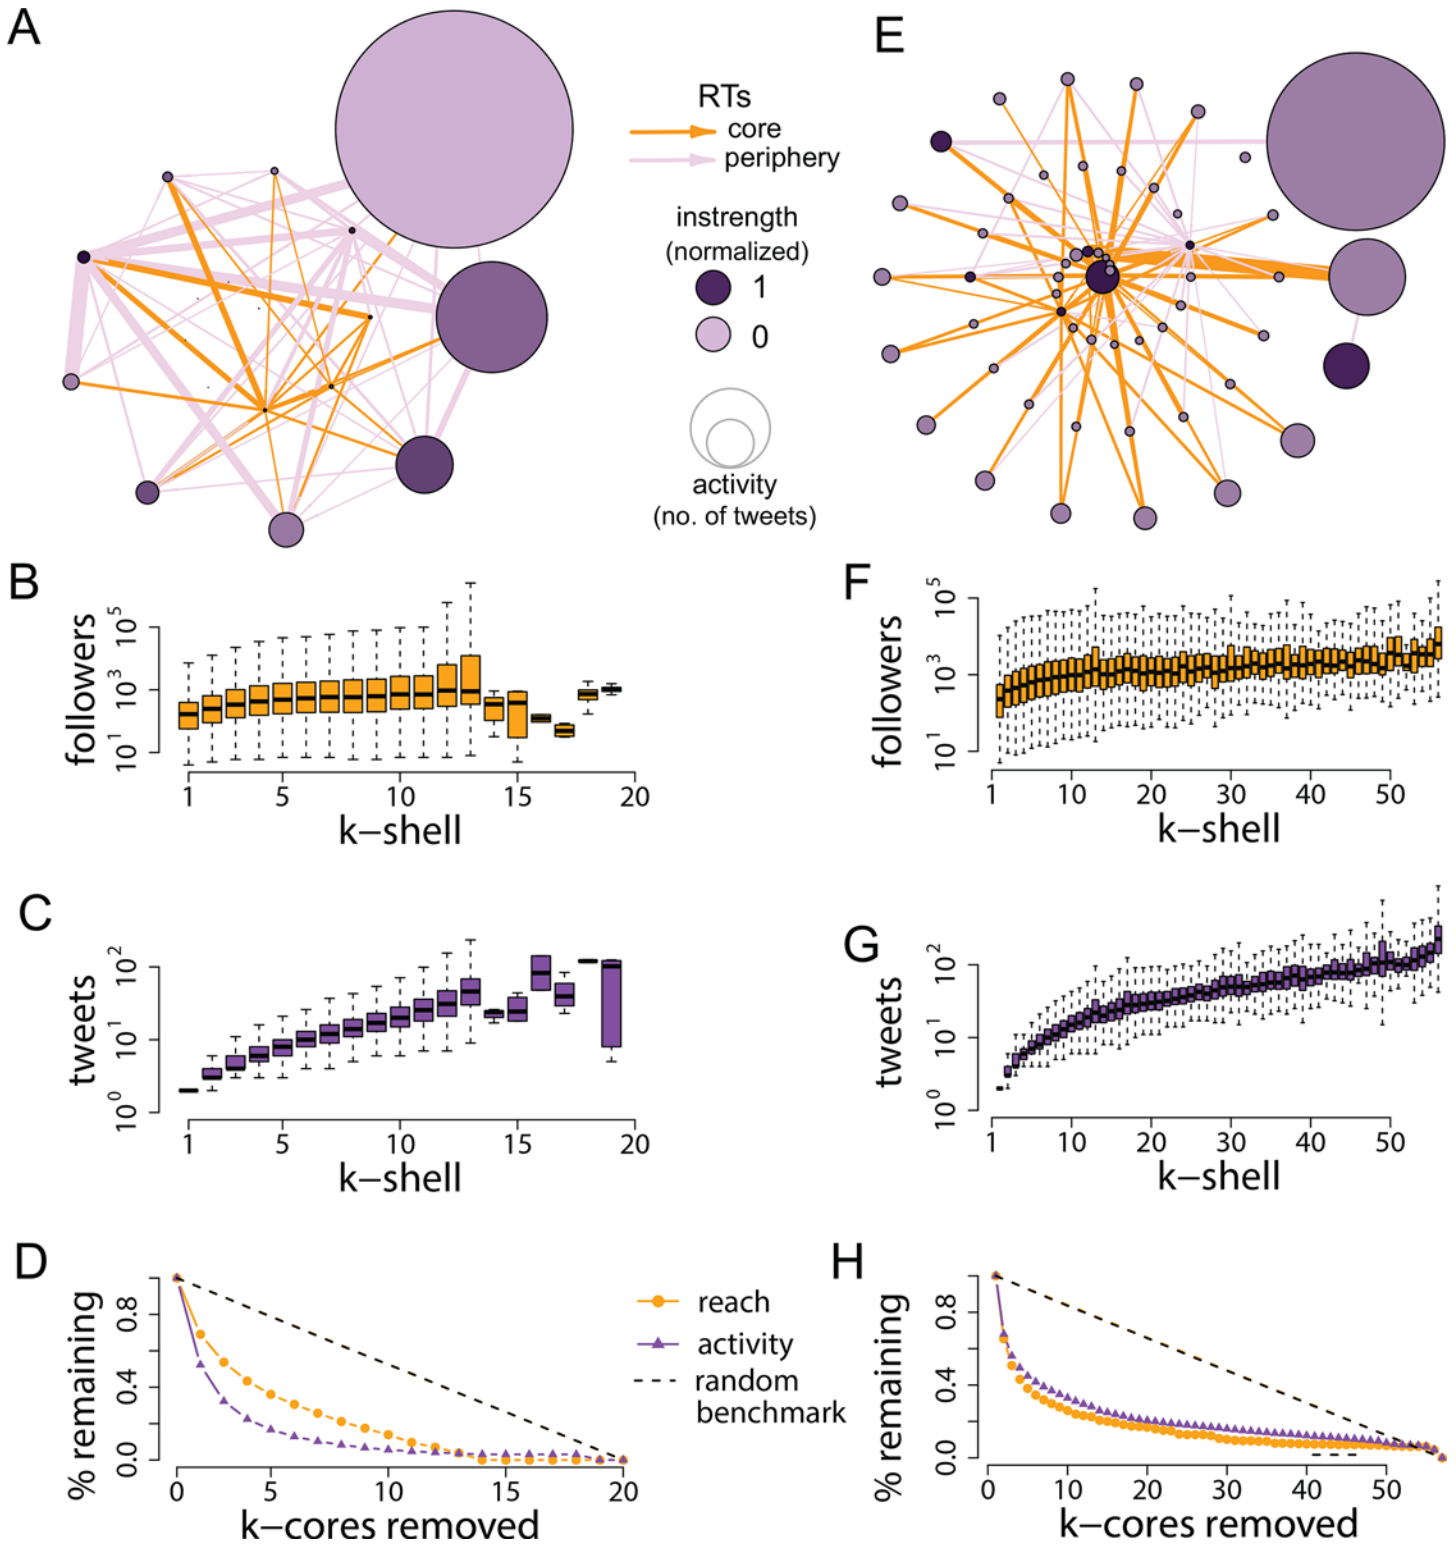 A
E
RTs
core
periphery
instrength
(normalized)
1
0
activity
(no. of tweets)
B
followers
10^1 10^3 10^5
1 5 10 15 20
k−shell
F
followers
10^1 10^3 10^5
1 10 20 30 40 50
k−shell
C
tweets
10^0 10^1 10^2
1 5 10 15 20
k−shell
G
tweets
10^0 10^1 10^2
1 10 20 30 40 50
k−shell
D
% remaining
0.0 0.4 0.8
0 5 10 15 20
k−cores removed
reach
activity
random
benchmark
H
% remaining
0.0 0.4 0.8
0 10 20 30 40 50
k−cores removed